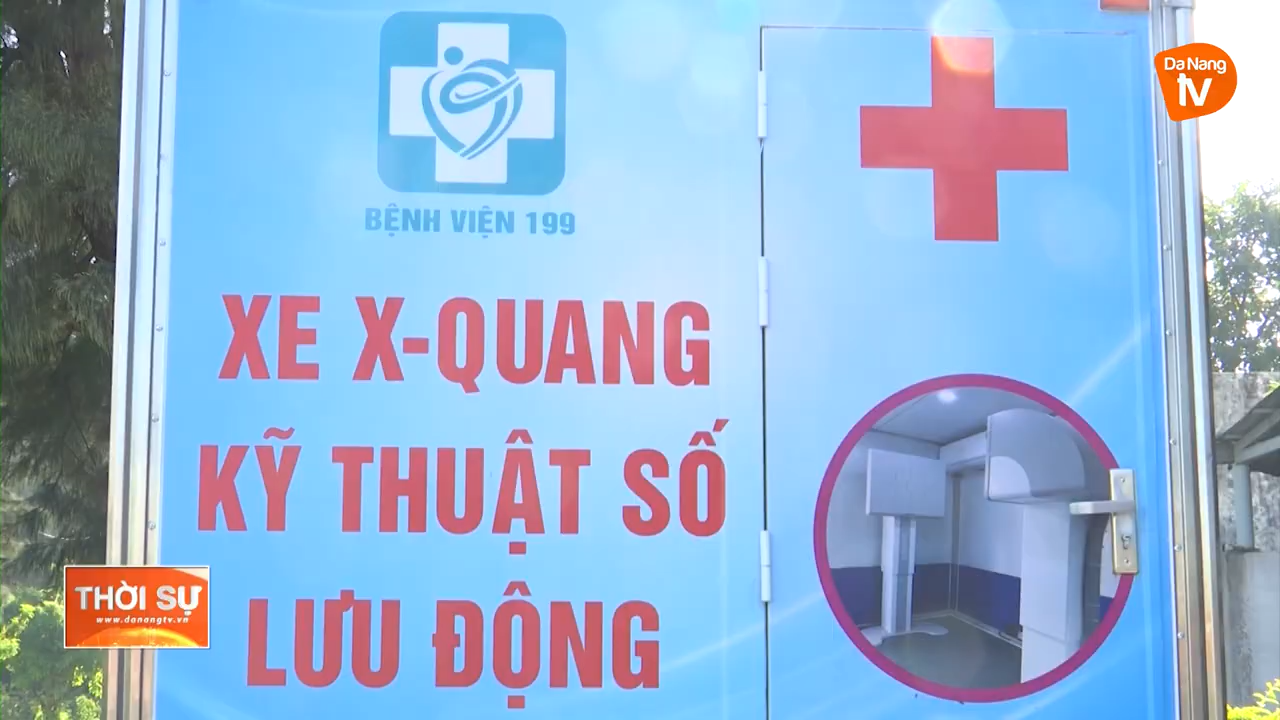 Da Nang
tv
BỆNH VIỆN 199
XE X-QUANG
KỸ THUẬT SỐ
LƯU ĐỘNG
THỜI SỰ
www.danangtv.vn